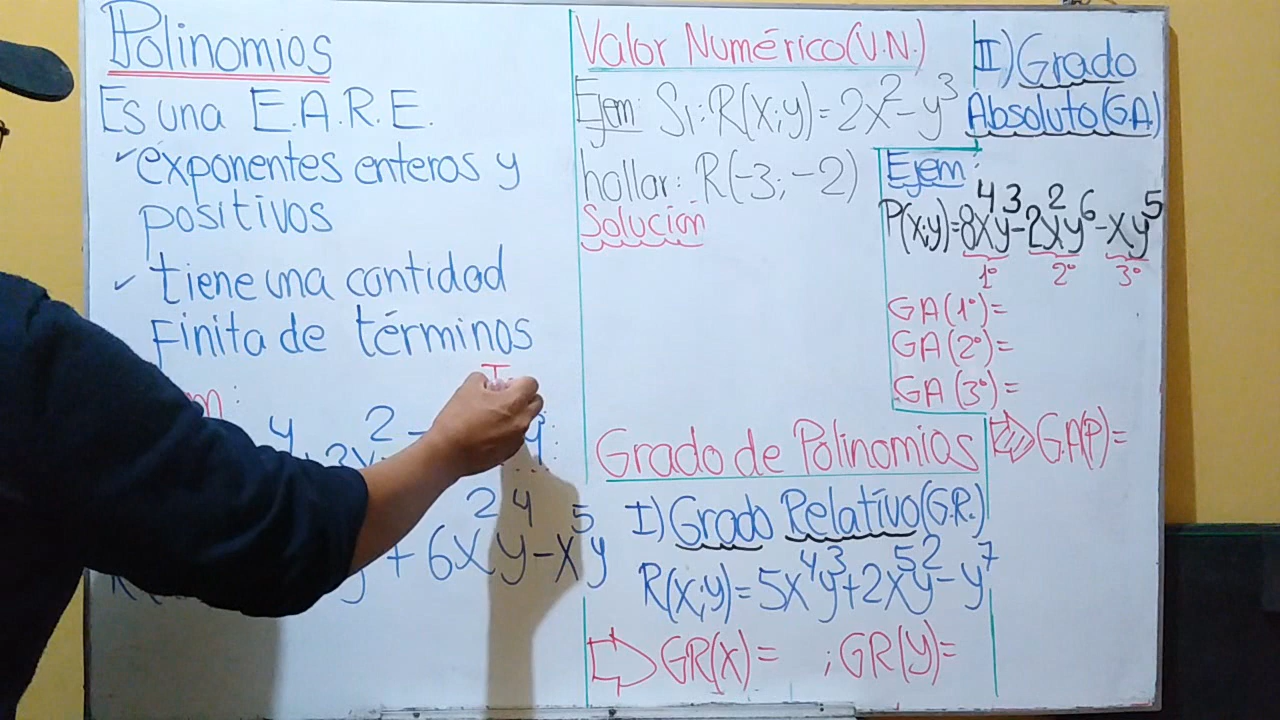 Polinomios
Es una E.A.R.E.
✓ exponentes enteros y
positivos
✓ tiene una cantidad
Finita de términos
+ 6x²y⁴ - x⁵y
Valor Numérico (V.N.)
Ejem: Si: R(x;y) = 2x² - y³
hallar: R(-3; -2)
Solución
Grado de Polinomios
I) Grado Relativo (G.R.)
R(x;y) = 5x⁴y³ + 2x⁵y² - y⁷
⇒ GR(x) = ; GR(y) =
II) Grado
Absoluto (G.A.)
Ejem:
P(x;y) = 8x⁴y³ - 2x²y⁶ - xy⁵
1° 2° 3°
GA(1°) =
GA(2°) =
GA(3°) =
⇒ G.A(P) =